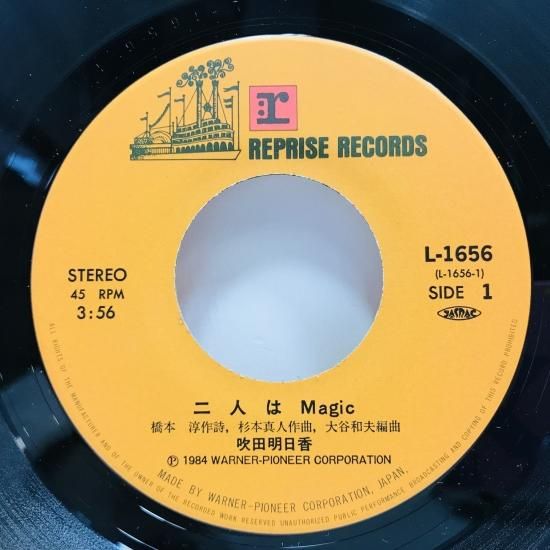 r
REPRISE RECORDS
STEREO
45 RPM
3:56
L-1656
(L-1656-1)
SIDE 1
JASRAC
二人は Magic
橋本 淳作詩, 杉本真人作曲, 大谷和夫編曲
吹田明日香
Ⓟ 1984 WARNER-PIONEER CORPORATION
MADE BY WARNER-PIONEER CORPORATION, JAPAN.
ALL RIGHTS OF THE MANUFACTURER AND OF THE OWNER OF THE RECORDED WORK RESERVED UNAUTHORIZED PUBLIC PERFORMANCE BROADCASTING AND COPYING OF THIS RECORD PROHIBITED